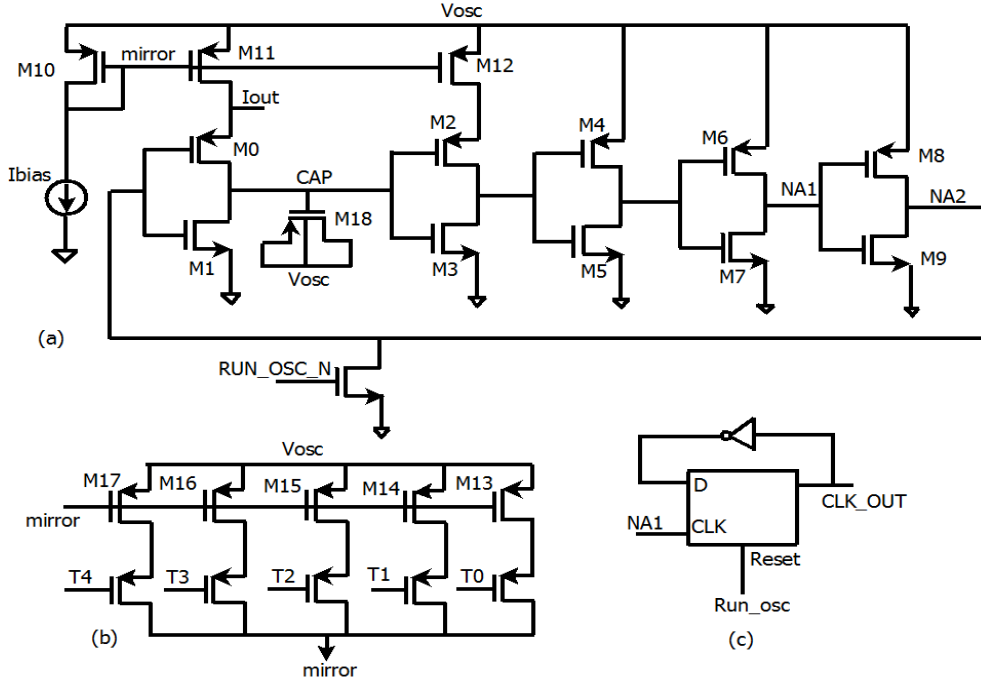 Vosc
M10
mirror
M11
M12
Iout
M0
M2
M4
M6
M8
Ibias
CAP
NA1
NA2
M18
M1
Vosc
M3
M5
M7
M9
(a)
RUN_OSC_N
Vosc
M17
M16
M15
M14
M13
mirror
T4
T3
T2
T1
T0
(b)
mirror
D
CLK_OUT
NA1
CLK
Reset
Run_osc
(c)